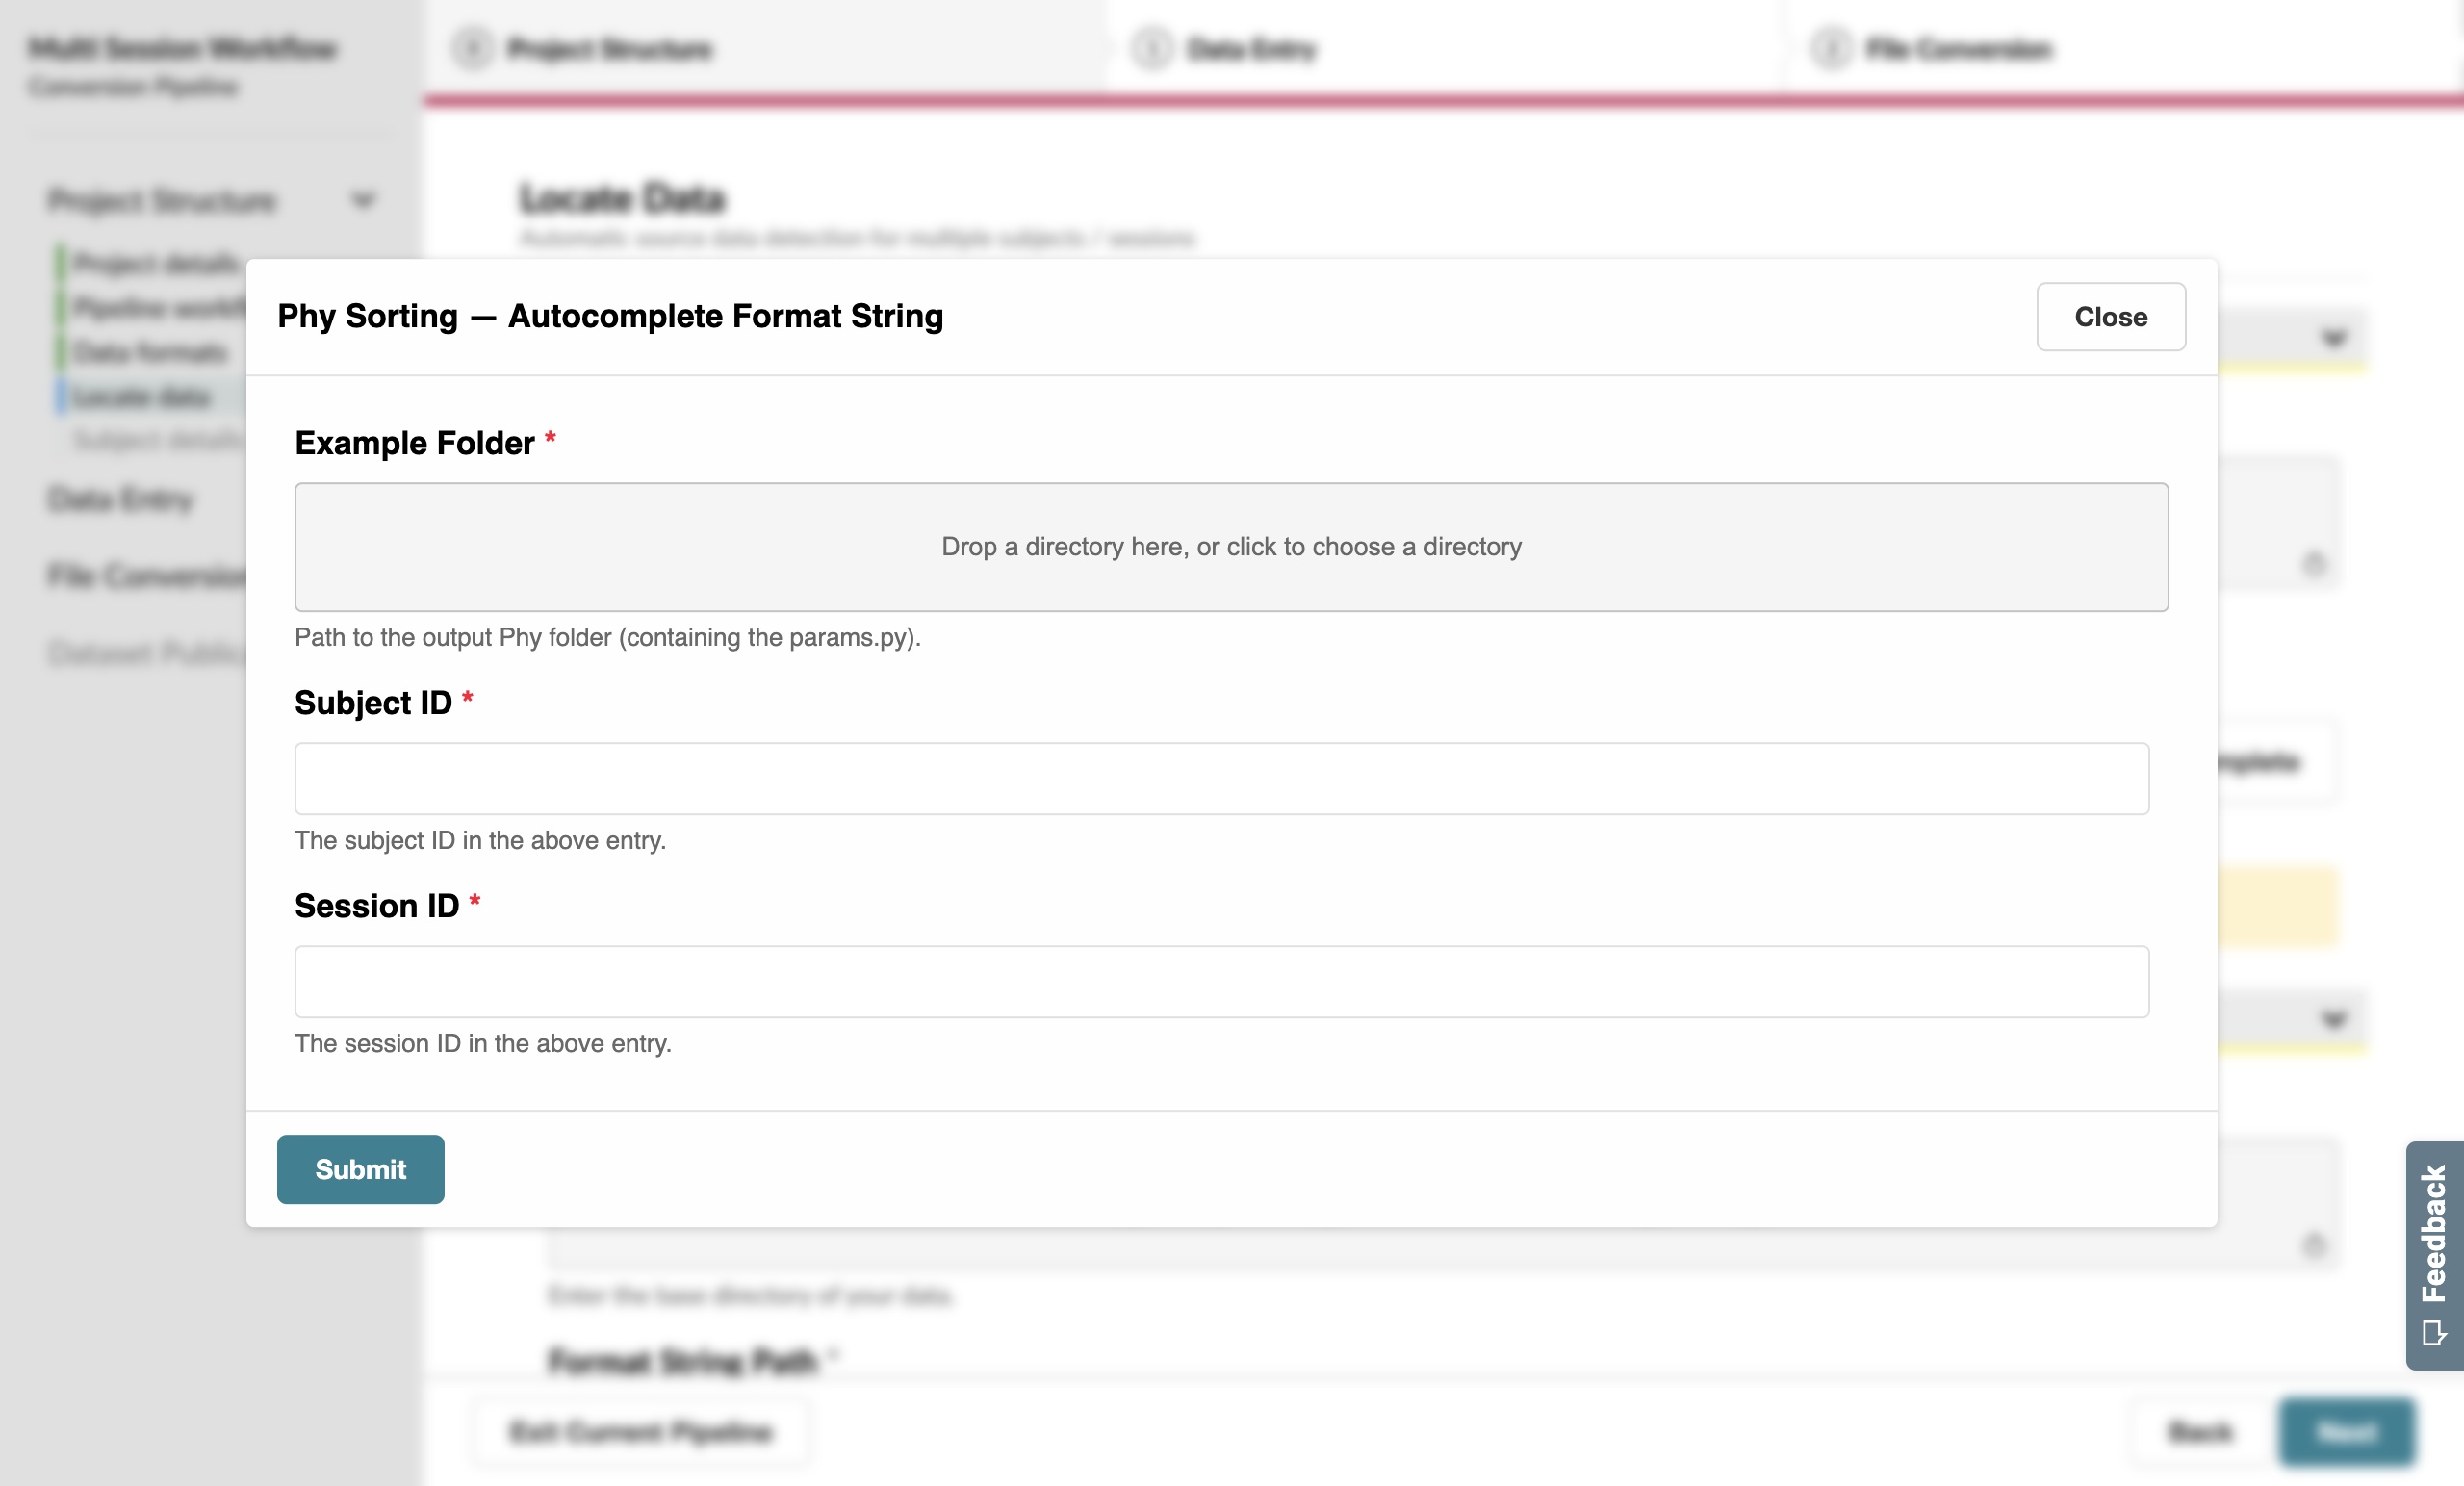 Multi Session Workflow
Conversion Pipeline
Project Structure
Project details
Pipeline
Data formats
Locate data
Subject details
Data Entry
File Conversion
Dataset
Project Structure
1 Data Entry
2 File Conversion
Locate Data
Automatic source data detection for multiple subjects / sessions
Phy Sorting — Autocomplete Format String
Close
Example Folder *
Drop a directory here, or click to choose a directory
Path to the output Phy folder (containing the params.py).
Subject ID *
The subject ID in the above entry.
Session ID *
The session ID in the above entry.
Submit
Enter the base directory of your data.
Format String Path *
Exit Current Pipeline
Back
Next
Feedback